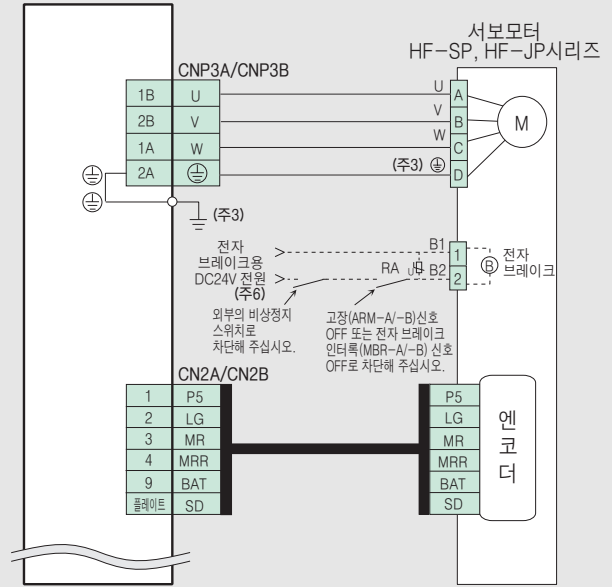 서보모터
HF-SP, HF-JP시리즈
CNP3A/CNP3B
1B U
2B V
1A W
2A
U A
V B
W C
(주3) D
M
(주3)
전자
브레이크용
DC24V 전원
(주6)
외부의 비상정지
스위치로
차단해 주십시오.
RA U
B1 1
B2 2
B 전자
브레이크
고장(ARM-A/-B)신호
OFF 또는 전자 브레이크
인터록(MBR-A/-B) 신호
OFF로 차단해 주십시오.
CN2A/CN2B
1 P5
2 LG
3 MR
4 MRR
9 BAT
플레이트 SD
P5
LG
MR
MRR
BAT
SD
엔코더